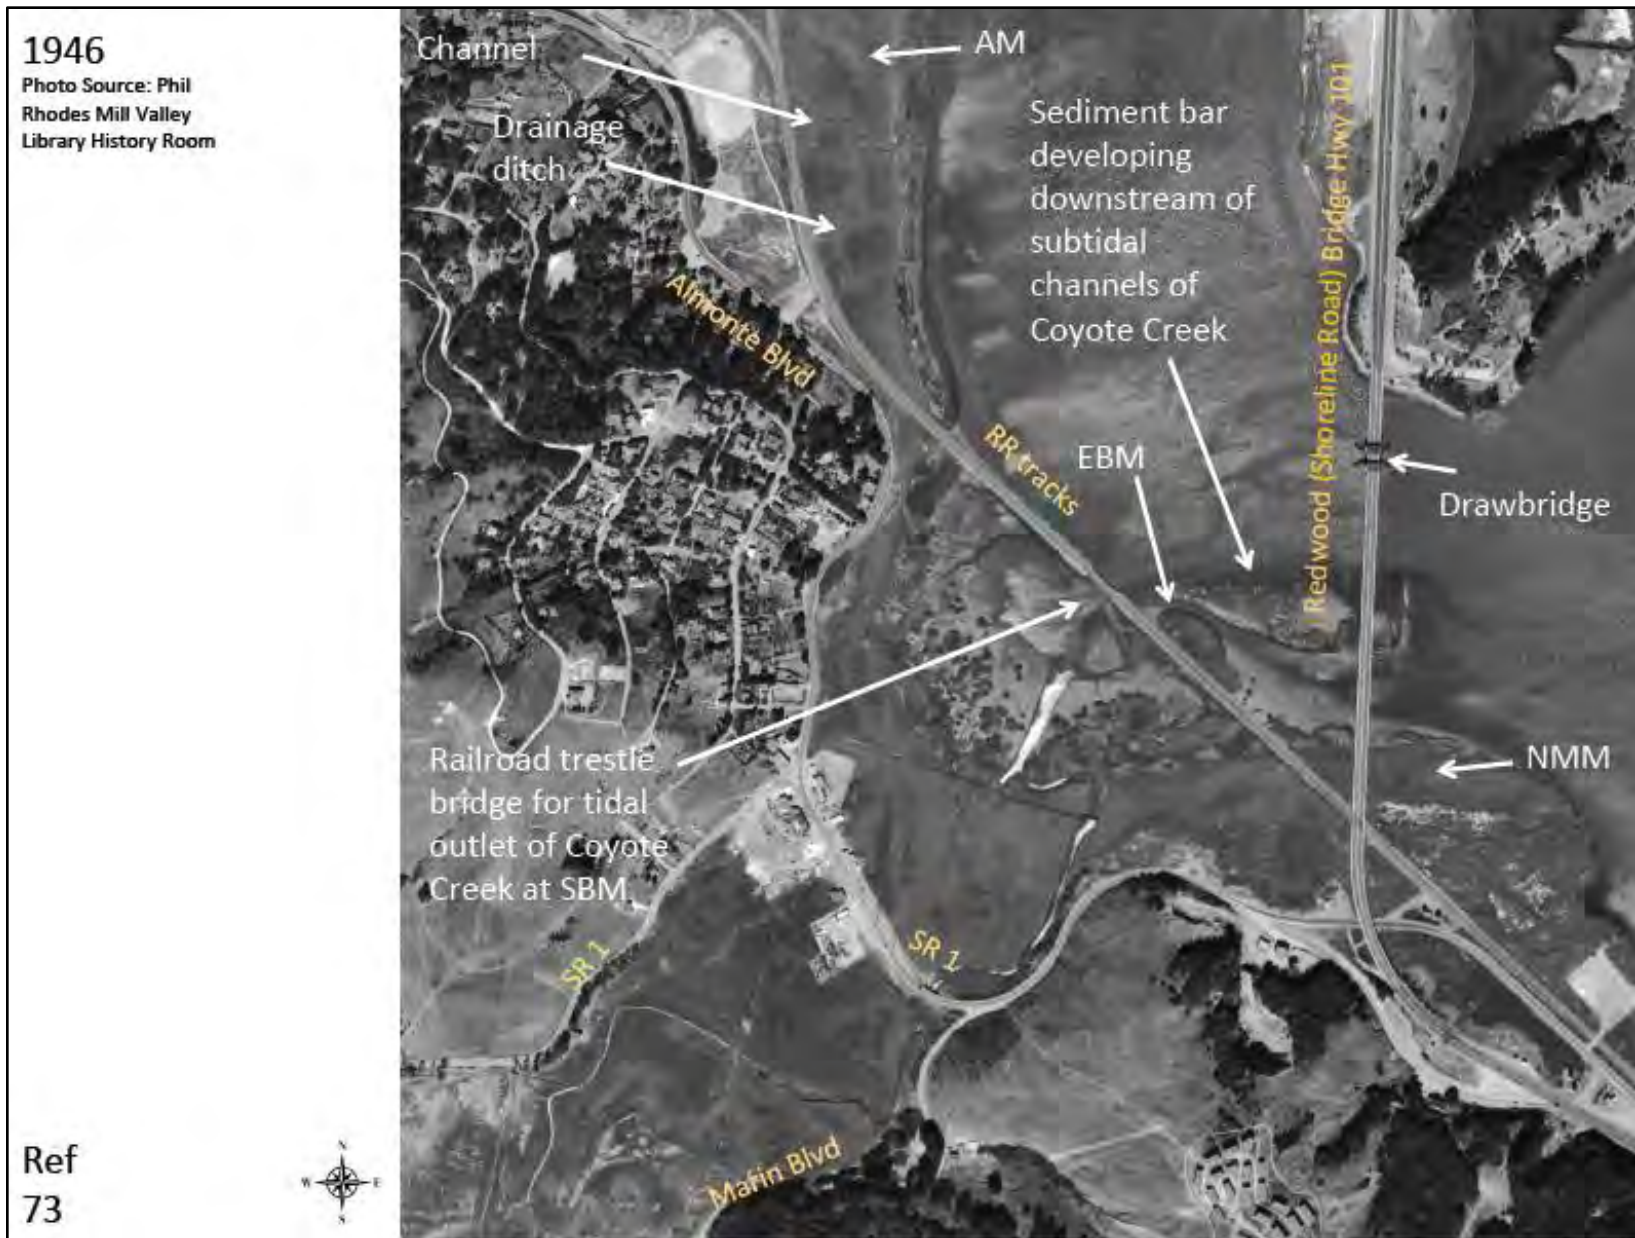 1946
Photo Source: Phil
Rhodes Mill Valley
Library History Room
Channel
AM
Drainage
ditch
Sediment bar
developing
downstream of
subtidal
channels of
Coyote Creek
Redwood (Shoreline Road) Bridge Hwy 101
Almonte Blvd
RR tracks
EBM
Drawbridge
Railroad trestle
bridge for tidal
outlet of Coyote
Creek at SBM
NMM
SR 1
SR 1
Marin Blvd
Ref
73
N
W
E
S